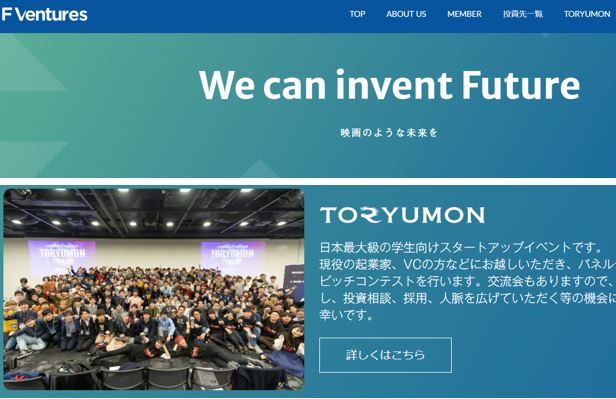 F Ventures
TOP
ABOUT US
MEMBER
投資先一覧
TORYUMON
We can invent Future
映画のような未来を
TORYUMON
TORYUMON
TORYUMON
日本最大級の学生向けスタートアップイベントです。
現役の起業家、VCの方などにお越しいただき、パネル
ピッチコンテストを行います。交流会もありますので、
し、投資相談、採用、人脈を広げていただく等の機会に
幸いです。
詳しくはこちら